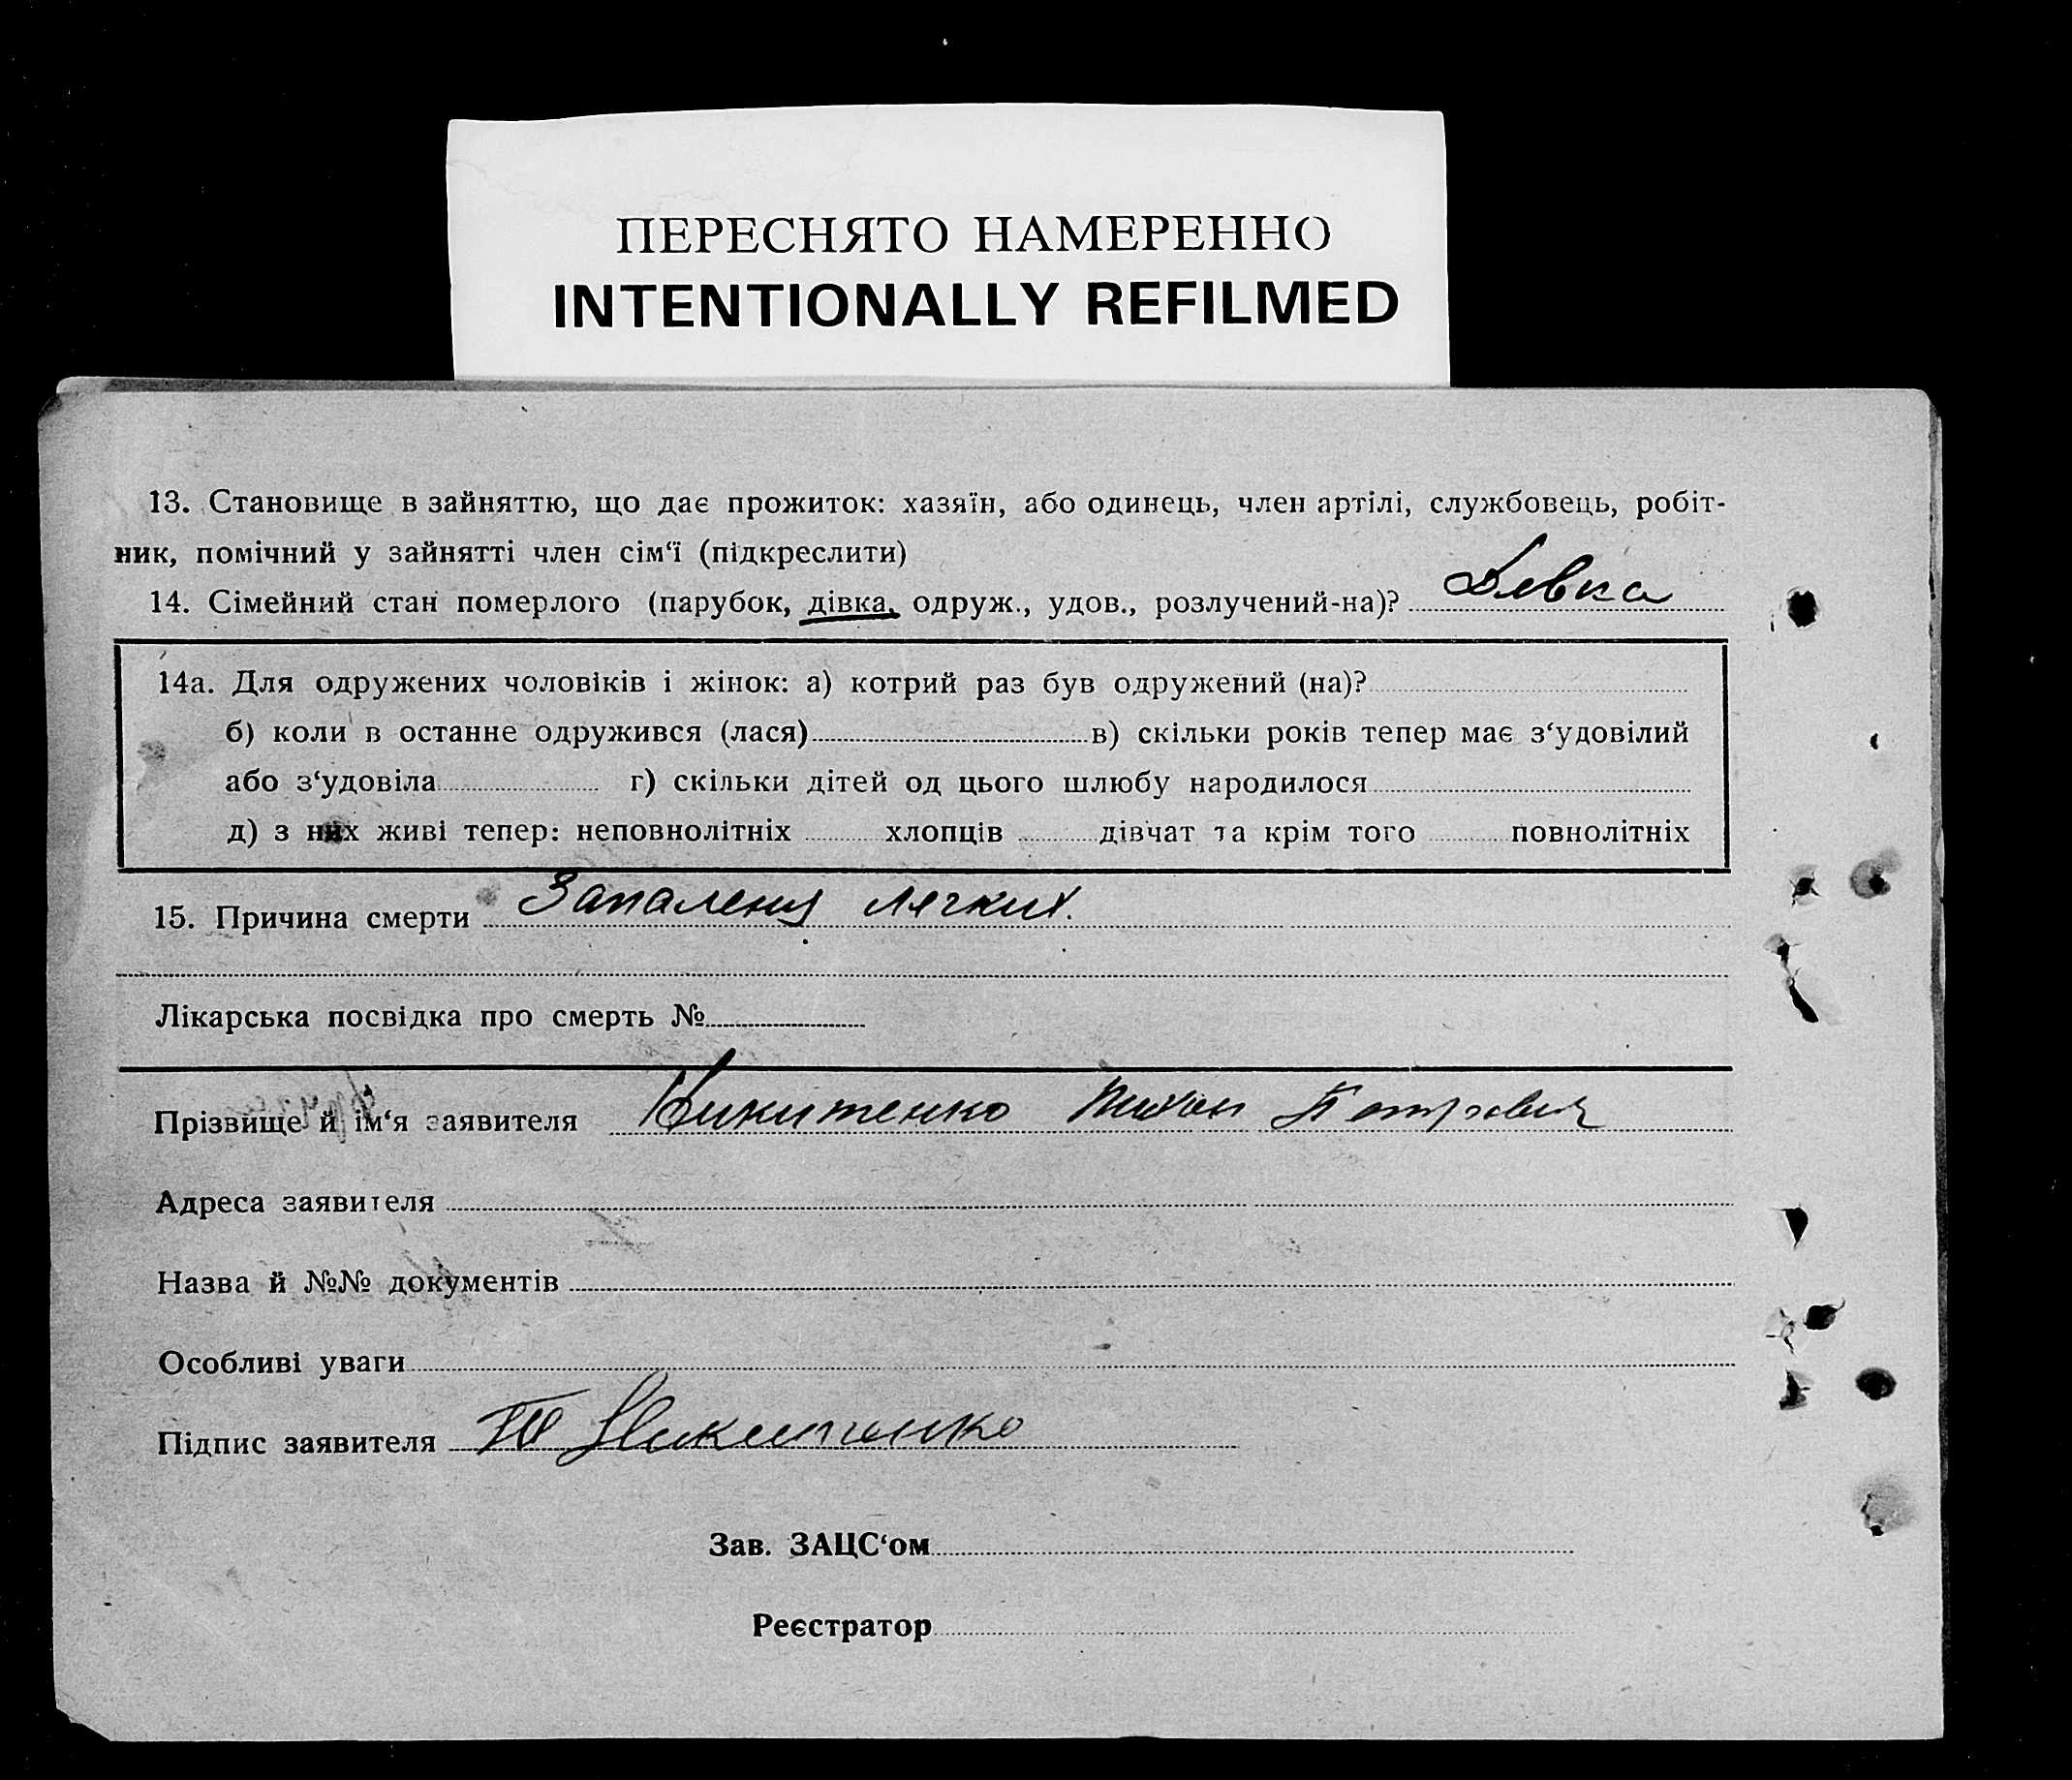 ПЕРЕСНЯТО НАМЕРЕННО
INTENTIONALLY REFILMED
13. Становище в зайняттю, що дає прожиток: хазяїн, або одинець, член артілі, службовець, робіт-
ник, помічний у зайнятті член сім‘ї (підкреслити)
14. Сімейний стан померлого (парубок, дівка, одруж., удов., розлучений-на)? Дівка
14а. Для одружених чоловіків і жінок: а) котрий раз був одружений (на)?
б) коли в останне одружився (лася) в) скільки років тепер має з‘удовілий
або з‘удовіла г) скільки дітей од цього шлюбу народилося
д) з них живі тепер: неповнолітніх хлопців дівчат та крім того повнолітніх
15. Причина смерти Запаления лягких.
Лікарська посвідка про смерть №
Прізвище й ім‘я заявителя Никитенко Петрович
Адреса заявителя
Назва й №№ документів
Особливі уваги
Підпис заявителя Никитенко
Зав. ЗАЦС‘ом
Реєстратор